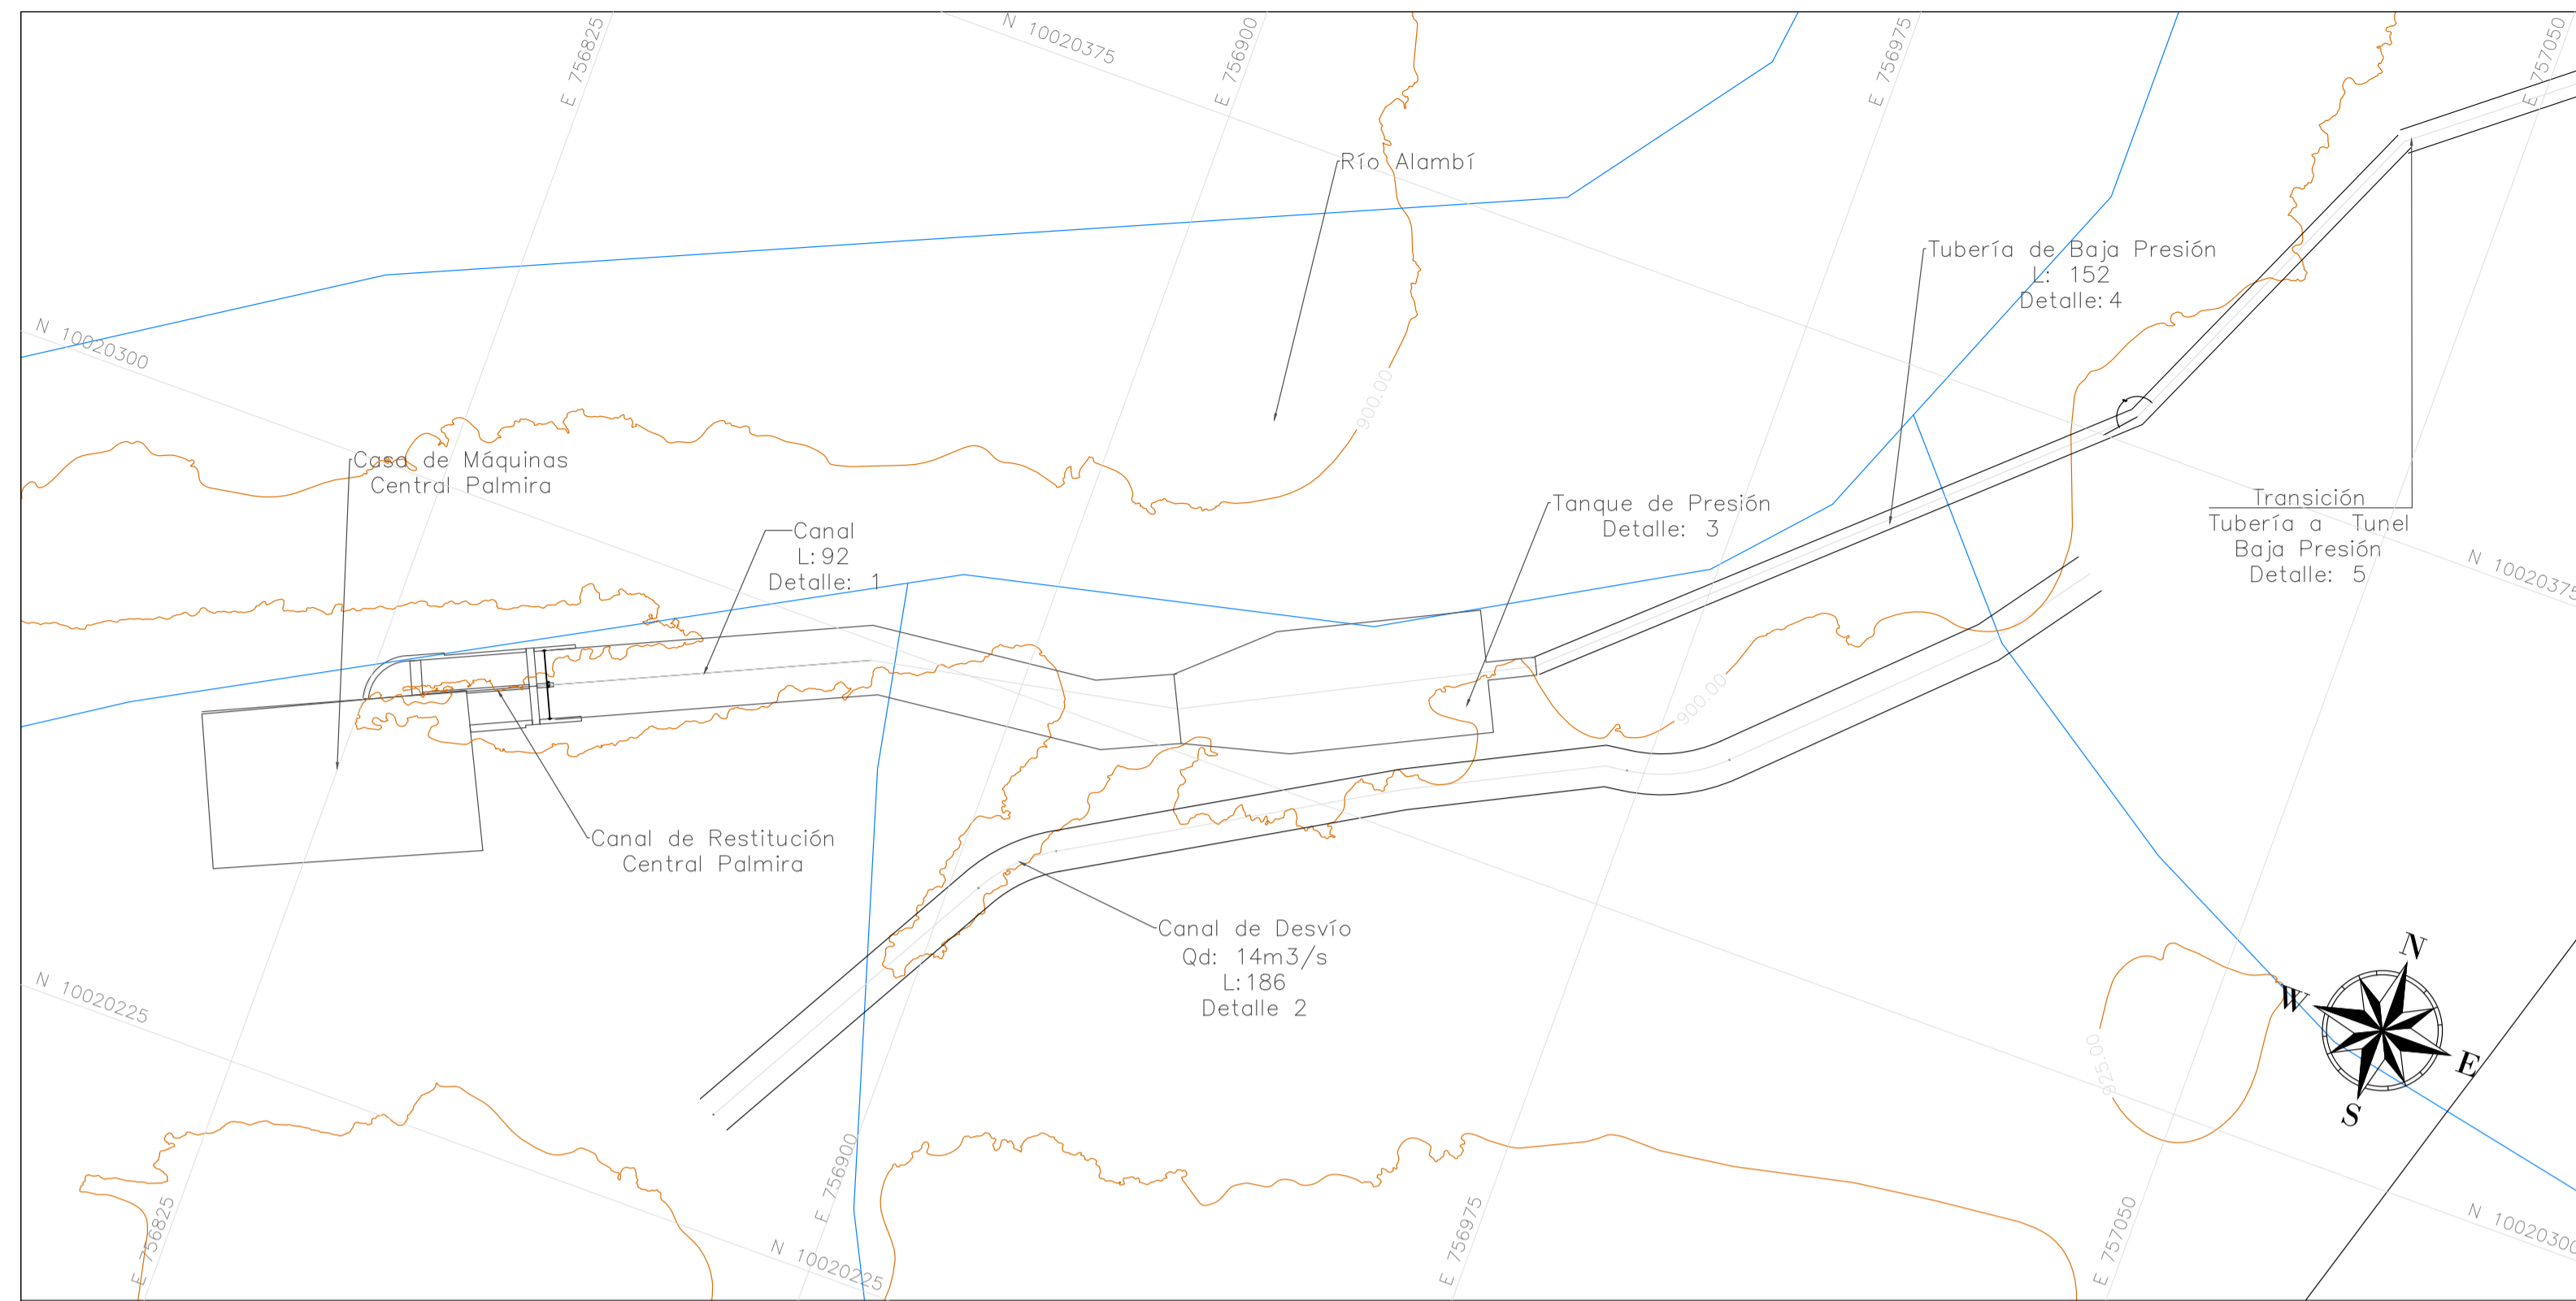 E 756825
N 10020375
E 756900
E 756975
E 757050
Río Alambí
Tubería de Baja Presión
L: 152
Detalle: 4
N 10020300
900.00
Casa de Máquinas
Central Palmira
Canal
L: 92
Detalle: 1
Tanque de Presión
Detalle: 3
Transición
Tubería a Tunel
Baja Presión
Detalle: 5
N 10020375
900.00
Canal de Restitución
Central Palmira
Canal de Desvío
Qd: 14m3/s
L: 186
Detalle 2
N 10020225
925.00
N
W
E
S
E 756825
E 756900
N 10020225
E 756975
E 757050
N 10020300